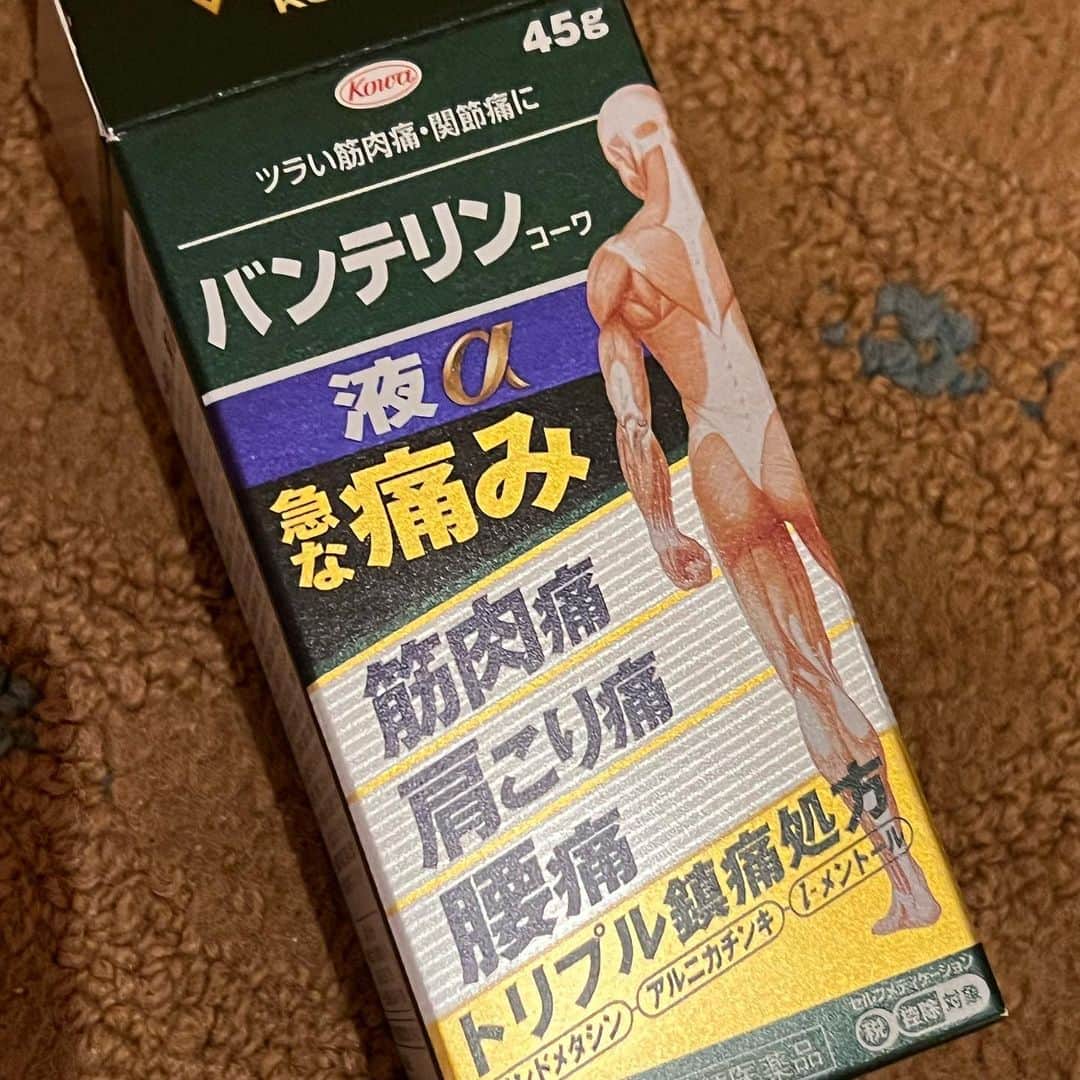 45g
Kowa
ツラい筋肉痛・関節痛に
バンテリン コーワ
液α
急な痛み
筋肉痛
肩こり痛
腰痛
トリプル鎮痛処方
インドメタシン アルニカチンキ l-メントール
セルフメディケーション
税 控除 対象
医薬品